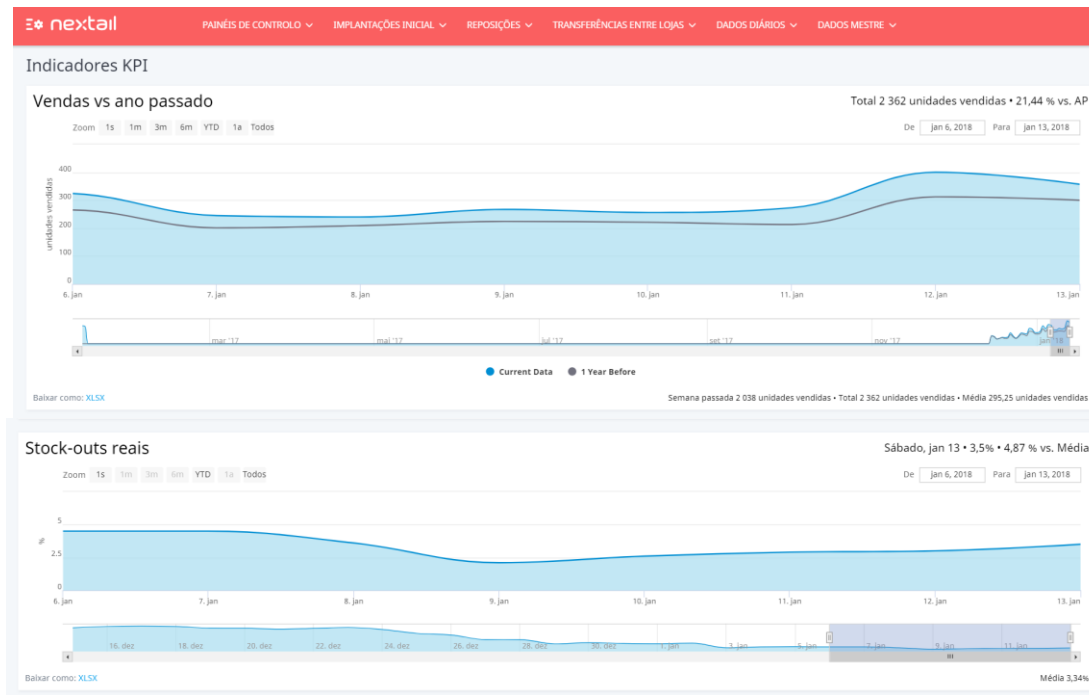 nextail PAINÉIS DE CONTROLO IMPLANTAÇÕES INICIAL REPOSIÇÕES TRANSFERÊNCIAS ENTRE LOJAS DADOS DIÁRIOS DADOS MESTRE
Indicadores KPI
Vendas vs ano passado Total 2 362 unidades vendidas • 21,44 % vs. AP
Zoom 1s 1m 3m 6m YTD 1a Todos De jan 6, 2018 Para jan 13, 2018
unidades vendidas
400
300
200
100
0
6. jan 7. jan 8. jan 9. jan 10. jan 11. jan 12. jan 13. jan
mar '17 mai '17 jul '17 set '17 nov '17 jan '18
Current Data 1 Year Before
Baixar como: XLSX Semana passada 2 038 unidades vendidas • Total 2 362 unidades vendidas • Média 295,25 unidades vendidas
Stock-outs reais Sábado, jan 13 • 3,5% • 4,87 % vs. Média
Zoom 1s 1m 3m 6m YTD 1a Todos De jan 6, 2018 Para jan 13, 2018
%
5
2.5
0
6. jan 7. jan 8. jan 9. jan 10. jan 11. jan 12. jan 13. jan
16. dez 18. dez 20. dez 22. dez 24. dez 26. dez 28. dez 30. dez 1. jan 3. jan 5. jan 7. jan 9. jan 11. jan
Baixar como: XLSX Média 3,34%